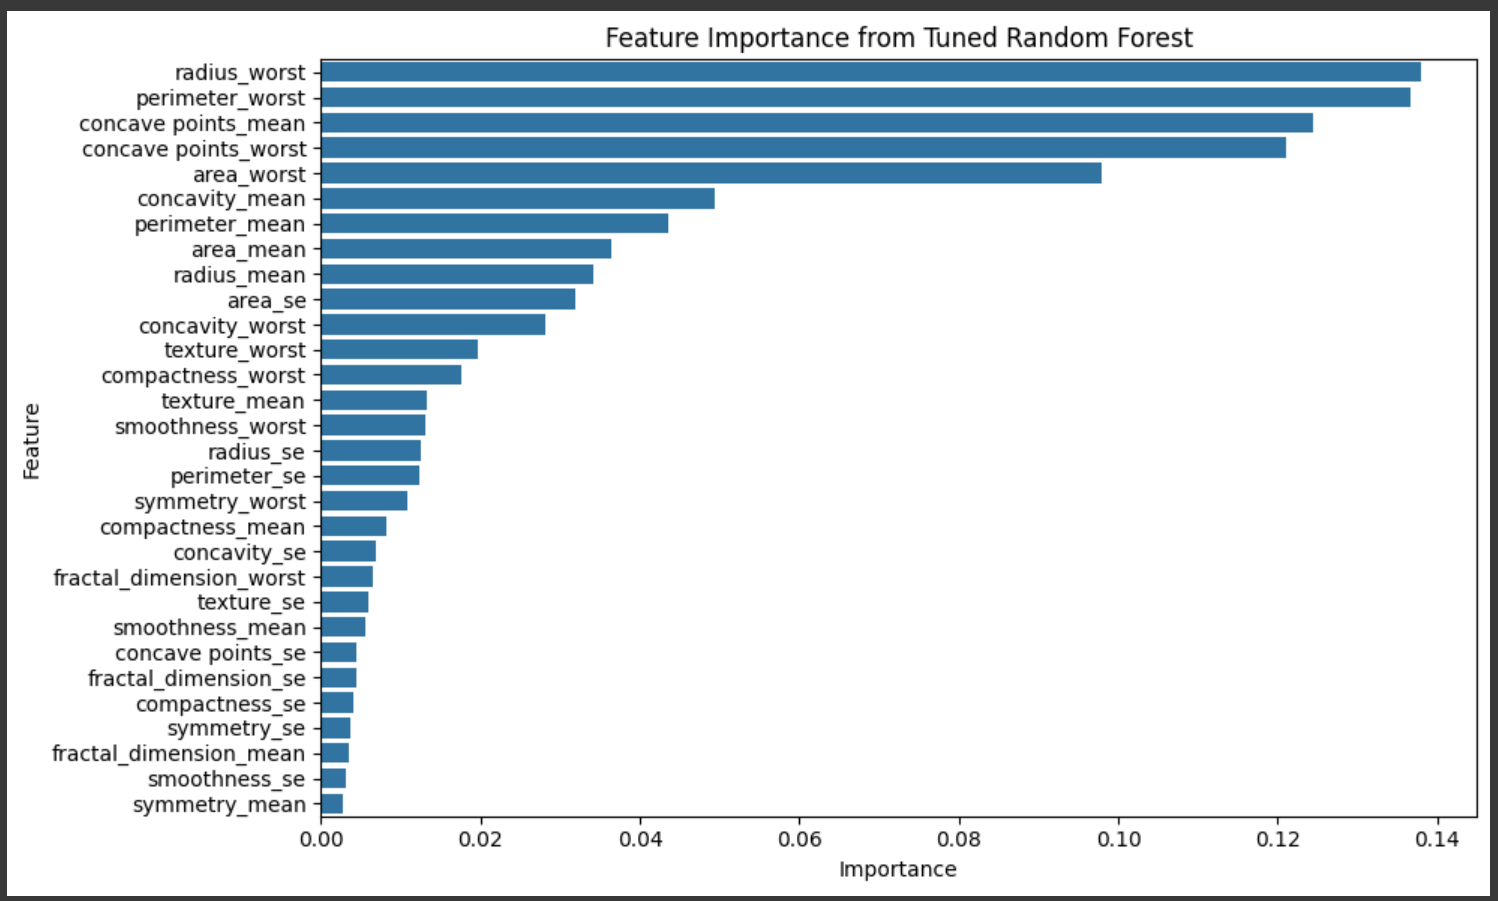 Feature Importance from Tuned Random Forest
radius_worst
perimeter_worst
concave points_mean
concave points_worst
area_worst
concavity_mean
perimeter_mean
area_mean
radius_mean
area_se
concavity_worst
texture_worst
compactness_worst
texture_mean
smoothness_worst
radius_se
perimeter_se
symmetry_worst
compactness_mean
concavity_se
fractal_dimension_worst
texture_se
smoothness_mean
concave points_se
fractal_dimension_se
compactness_se
symmetry_se
fractal_dimension_mean
smoothness_se
symmetry_mean
Feature
0.00 0.02 0.04 0.06 0.08 0.10 0.12 0.14
Importance